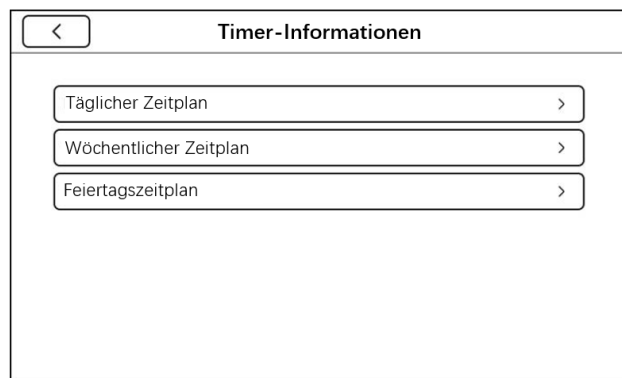 Timer-Informationen
Täglicher Zeitplan
Wöchentlicher Zeitplan
Feiertagszeitplan